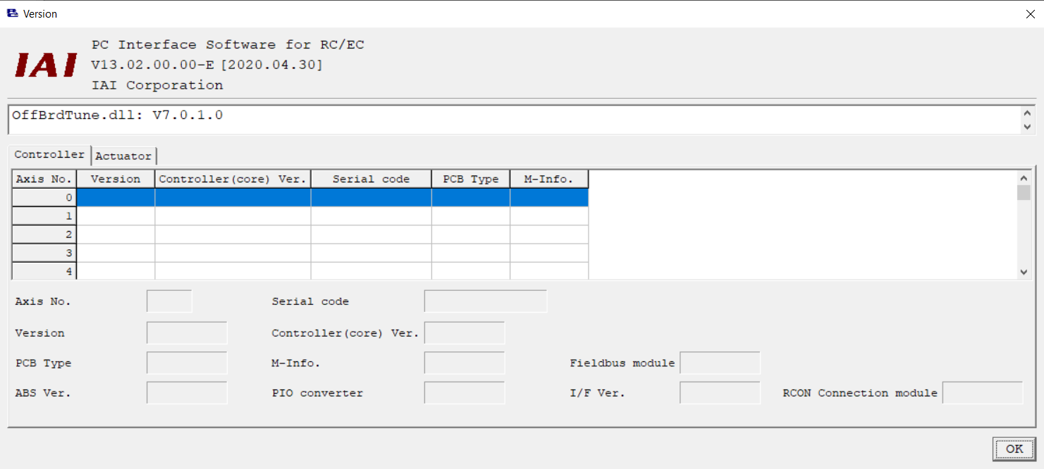 Version
IAI
PC Interface Software for RC/EC
V13.02.00.00-E [2020.04.30]
IAI Corporation
OffBrdTune.dll: V7.0.1.0
Controller Actuator
Axis No. Version Controller(core) Ver. Serial code PCB Type M-Info.
0
1
2
3
4
Axis No. Serial code
Version Controller(core) Ver.
PCB Type M-Info. Fieldbus module
ABS Ver. PIO converter I/F Ver. RCON Connection module
OK